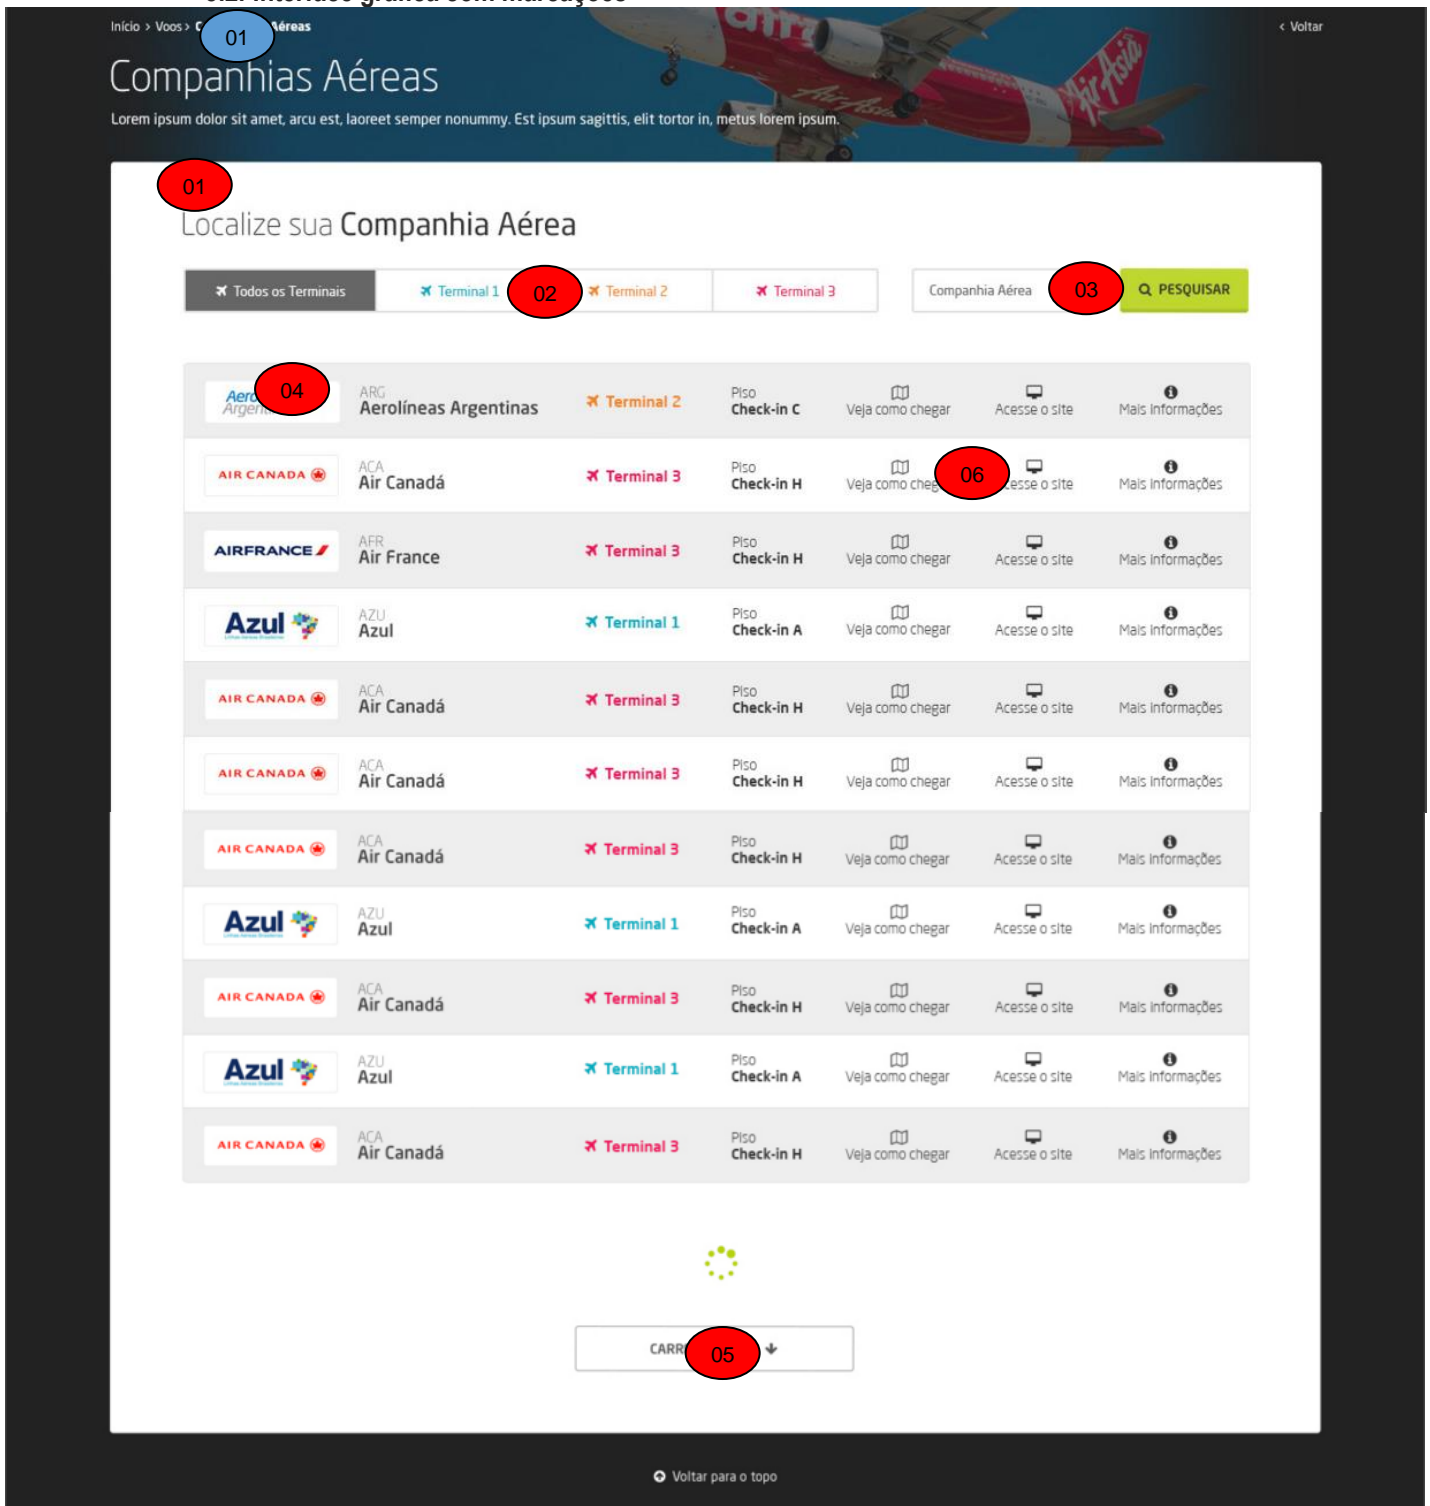 Início > Voos > C Aéreas
01
< Voltar
Companhias Aéreas
Lorem ipsum dolor sit amet, arcu est, laoreet semper nonummy. Est ipsum sagittis, elit tortor in, metus lorem ipsum.
01
Localize sua Companhia Aérea
Todos os Terminais
Terminal 1
02
Terminal 2
Terminal 3
Companhia Aérea
03
PESQUISAR
04
ARG
Aerolíneas Argentinas
Terminal 2
Piso
Check-in C
Veja como chegar
Acesse o site
Mais informações
AIR CANADA
ACA
Air Canadá
Terminal 3
Piso
Check-in H
Veja como
06
o site
Mais informações
AIRFRANCE
AFR
Air France
Terminal 3
Piso
Check-in H
Veja como chegar
Acesse o site
Mais informações
Azul
AZU
Azul
Terminal 1
Piso
Check-in A
Veja como chegar
Acesse o site
Mais informações
AIR CANADA
ACA
Air Canadá
Terminal 3
Piso
Check-in H
Veja como chegar
Acesse o site
Mais informações
AIR CANADA
ACA
Air Canadá
Terminal 3
Piso
Check-in H
Veja como chegar
Acesse o site
Mais informações
AIR CANADA
ACA
Air Canadá
Terminal 3
Piso
Check-in H
Veja como chegar
Acesse o site
Mais informações
Azul
AZU
Azul
Terminal 1
Piso
Check-in A
Veja como chegar
Acesse o site
Mais informações
AIR CANADA
ACA
Air Canadá
Terminal 3
Piso
Check-in H
Veja como chegar
Acesse o site
Mais informações
Azul
AZU
Azul
Terminal 1
Piso
Check-in A
Veja como chegar
Acesse o site
Mais informações
AIR CANADA
ACA
Air Canadá
Terminal 3
Piso
Check-in H
Veja como chegar
Acesse o site
Mais informações
05
Voltar para o topo